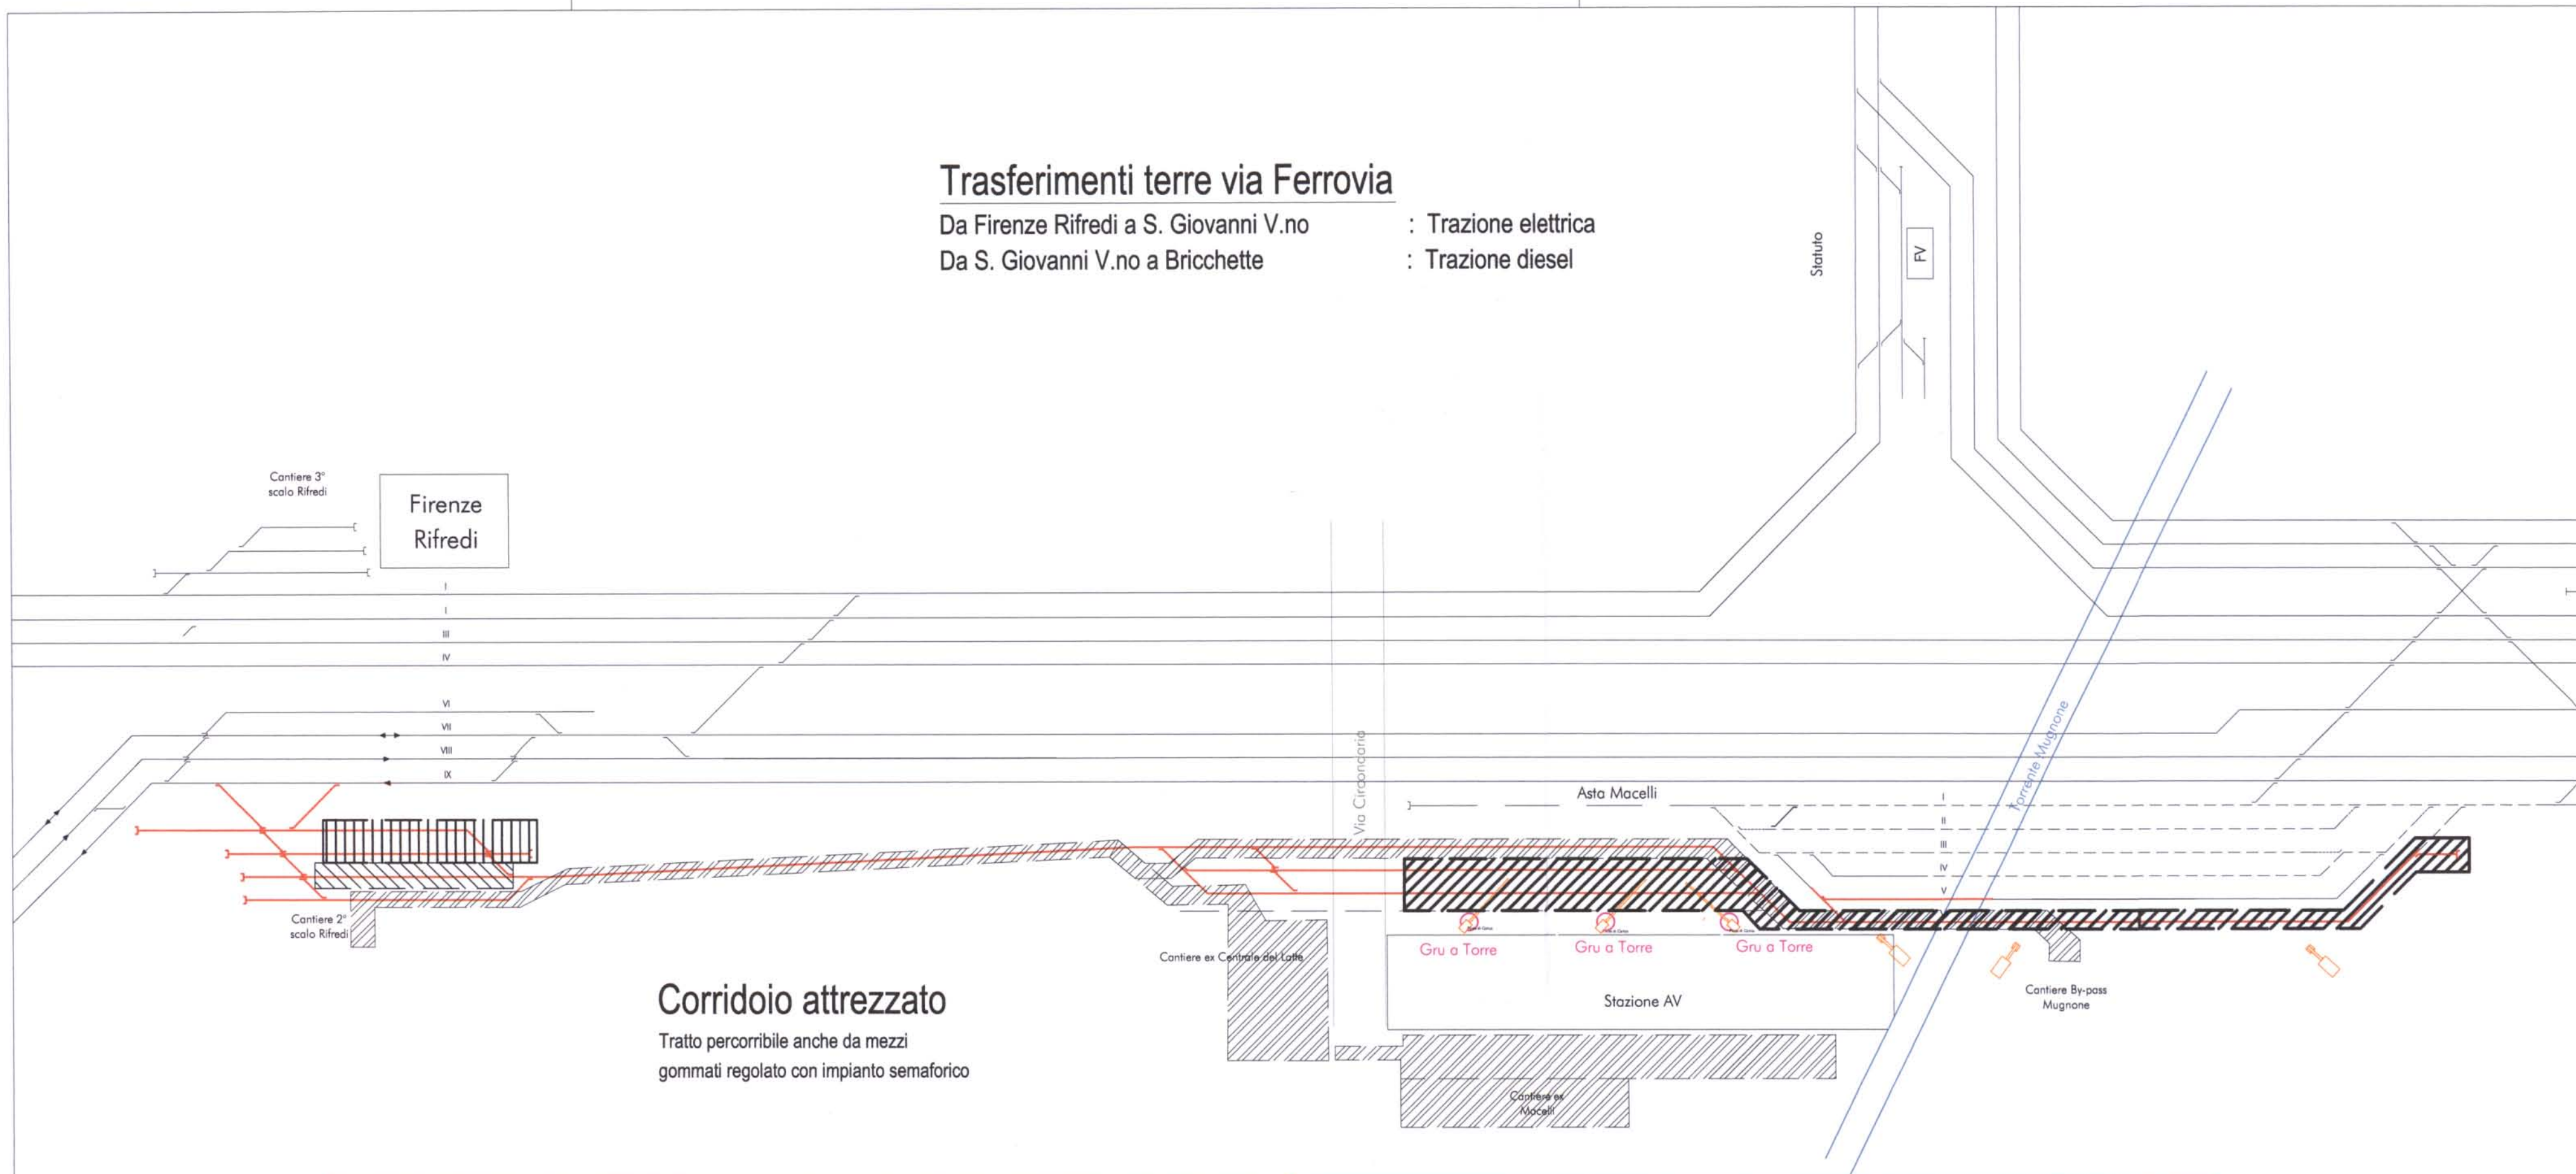 Trasferimenti terre via Ferrovia
Da Firenze Rifredi a S. Giovanni V.no : Trazione elettrica
Da S. Giovanni V.no a Bricchette : Trazione diesel
Statuto
FV
Cantiere 3°
scalo Rifredi
Firenze
Rifredi
I
I
III
IV
VI
VII
VIII
IX
Via Circondaria
Torrente Mugnone
Asta Macelli
I
II
III
IV
V
Cantiere 2°
scalo Rifredi
Gru a Torre
Gru a Torre
Gru a Torre
Cantiere ex Centrale del Latte
Stazione AV
Cantiere By-pass
Mugnone
Corridoio attrezzato
Tratto percorribile anche da mezzi
gommati regolato con impianto semaforico
Cantiere ex
Macelli